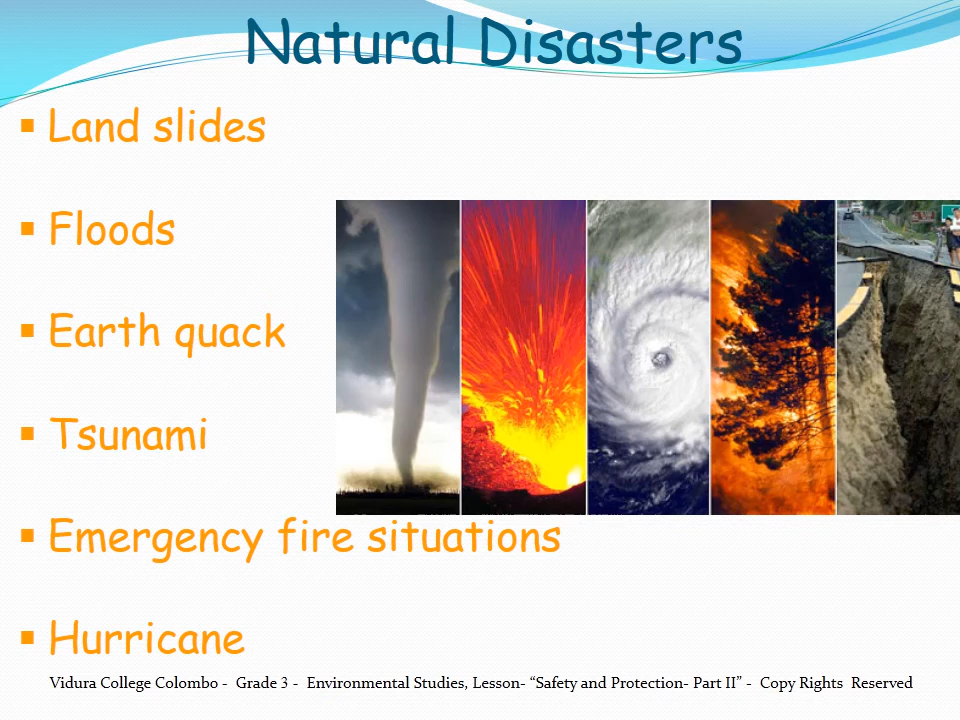 Natural Disasters
▪ Land slides
▪ Floods
▪ Earth quack
▪ Tsunami
▪ Emergency fire situations
▪ Hurricane
Vidura College Colombo - Grade 3 - Environmental Studies, Lesson- “Safety and Protection- Part II” - Copy Rights Reserved